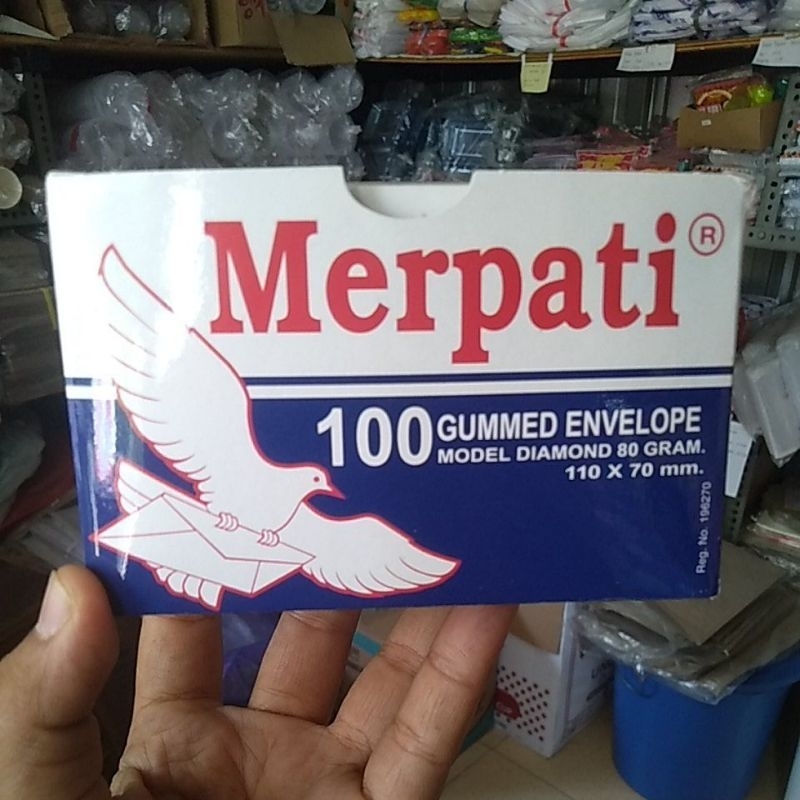 Merpati ®
100 GUMMED ENVELOPE
MODEL DIAMOND 80 GRAM.
110 X 70 mm.
Reg. No. 196270